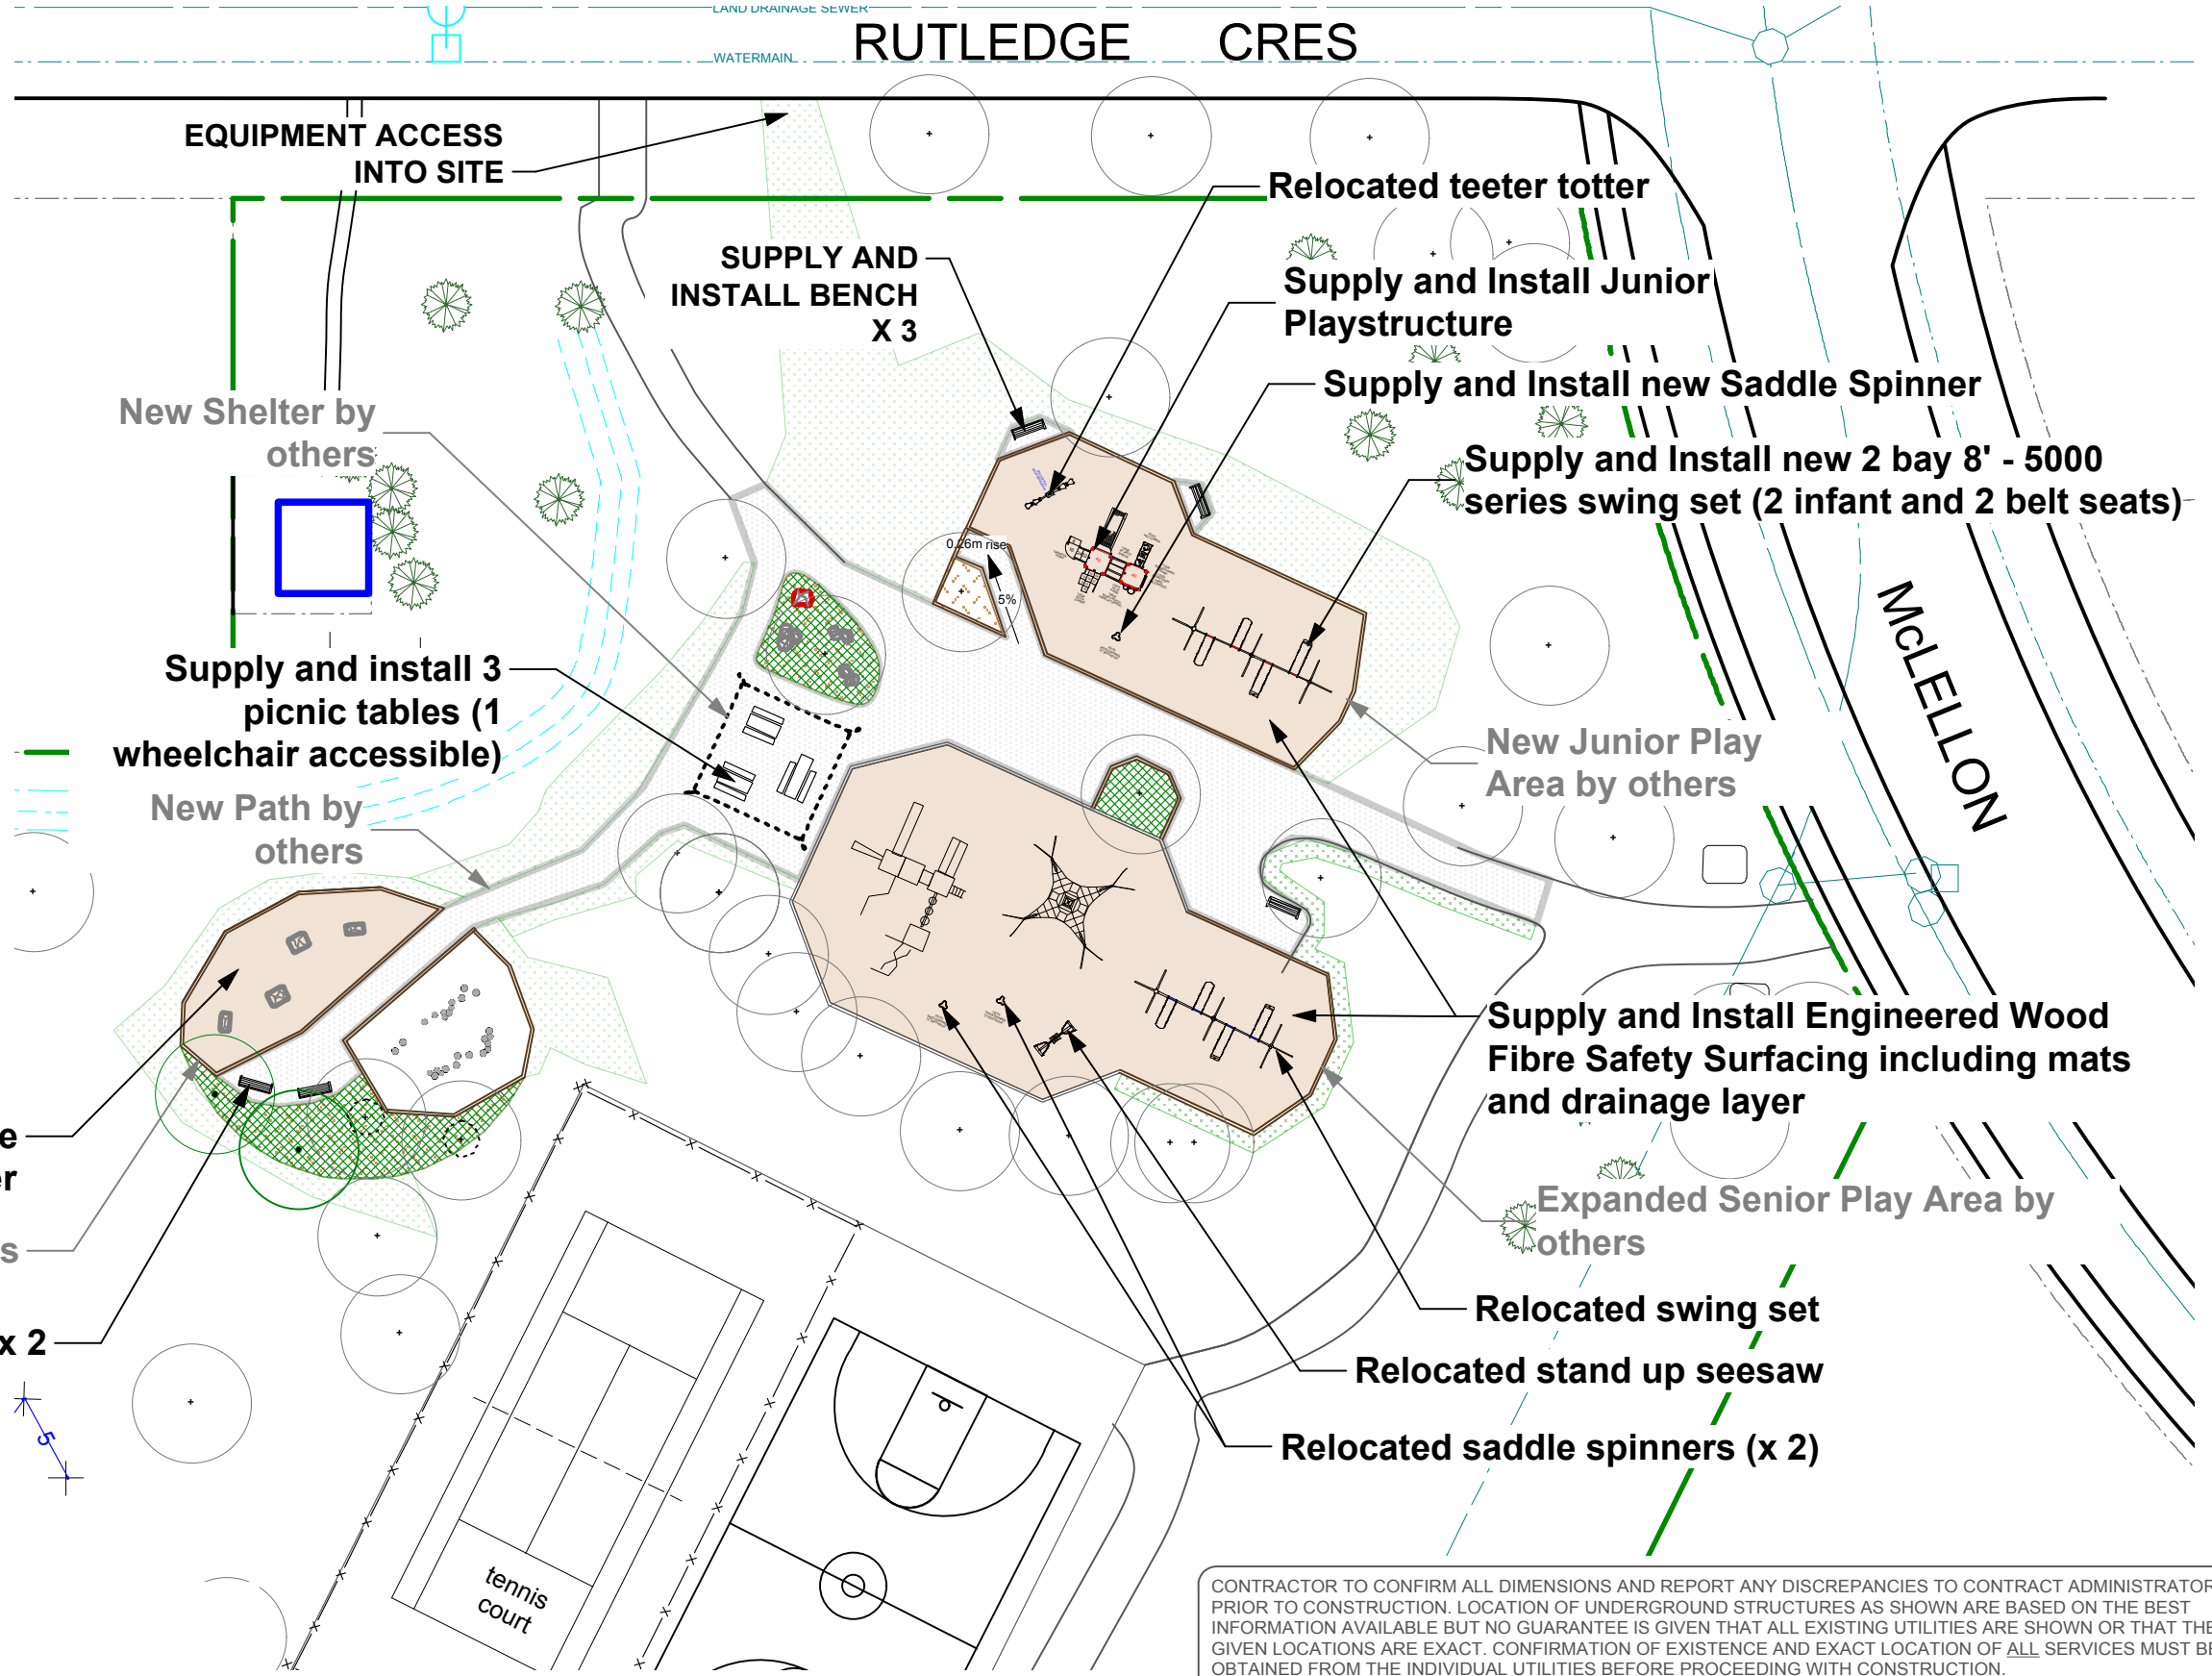 LAND DRAINAGE SEWER
WATERMAIN
RUTLEDGE CRES
EQUIPMENT ACCESS
INTO SITE
Relocated teeter totter
SUPPLY AND
INSTALL BENCH
X 3
Supply and Install Junior
Playstructure
Supply and Install new Saddle Spinner
New Shelter by
others
Supply and Install new 2 bay 8' - 5000
series swing set (2 infant and 2 belt seats)
0.26m rise
5%
McLELLON
Supply and install 3
picnic tables (1
wheelchair accessible)
New Junior Play
Area by others
New Path by
others
Supply and Install Engineered Wood
Fibre Safety Surfacing including mats
and drainage layer
e
er
s
x 2
Expanded Senior Play Area by
others
Relocated swing set
Relocated stand up seesaw
Relocated saddle spinners (x 2)
5
tennis
court
CONTRACTOR TO CONFIRM ALL DIMENSIONS AND REPORT ANY DISCREPANCIES TO CONTRACT ADMINISTRATOR
PRIOR TO CONSTRUCTION. LOCATION OF UNDERGROUND STRUCTURES AS SHOWN ARE BASED ON THE BEST
INFORMATION AVAILABLE BUT NO GUARANTEE IS GIVEN THAT ALL EXISTING UTILITIES ARE SHOWN OR THAT THE
GIVEN LOCATIONS ARE EXACT. CONFIRMATION OF EXISTENCE AND EXACT LOCATION OF ALL SERVICES MUST BE
OBTAINED FROM THE INDIVIDUAL UTILITIES BEFORE PROCEEDING WITH CONSTRUCTION.